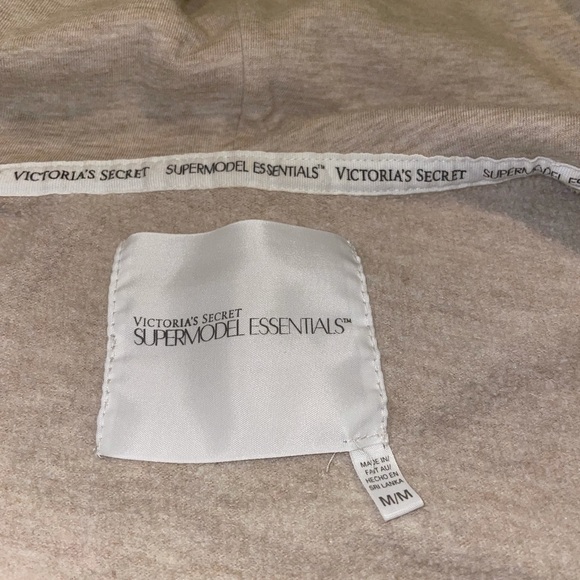 VICTORIA'S SECRET SUPERMODEL ESSENTIALS™ VICTORIA'S SECRET SUPERMODEL ES
VICTORIA'S SECRET
SUPERMODEL ESSENTIALS™
MADE IN/
FAIT AU/
HECHO EN
SRI LANKA
M/M